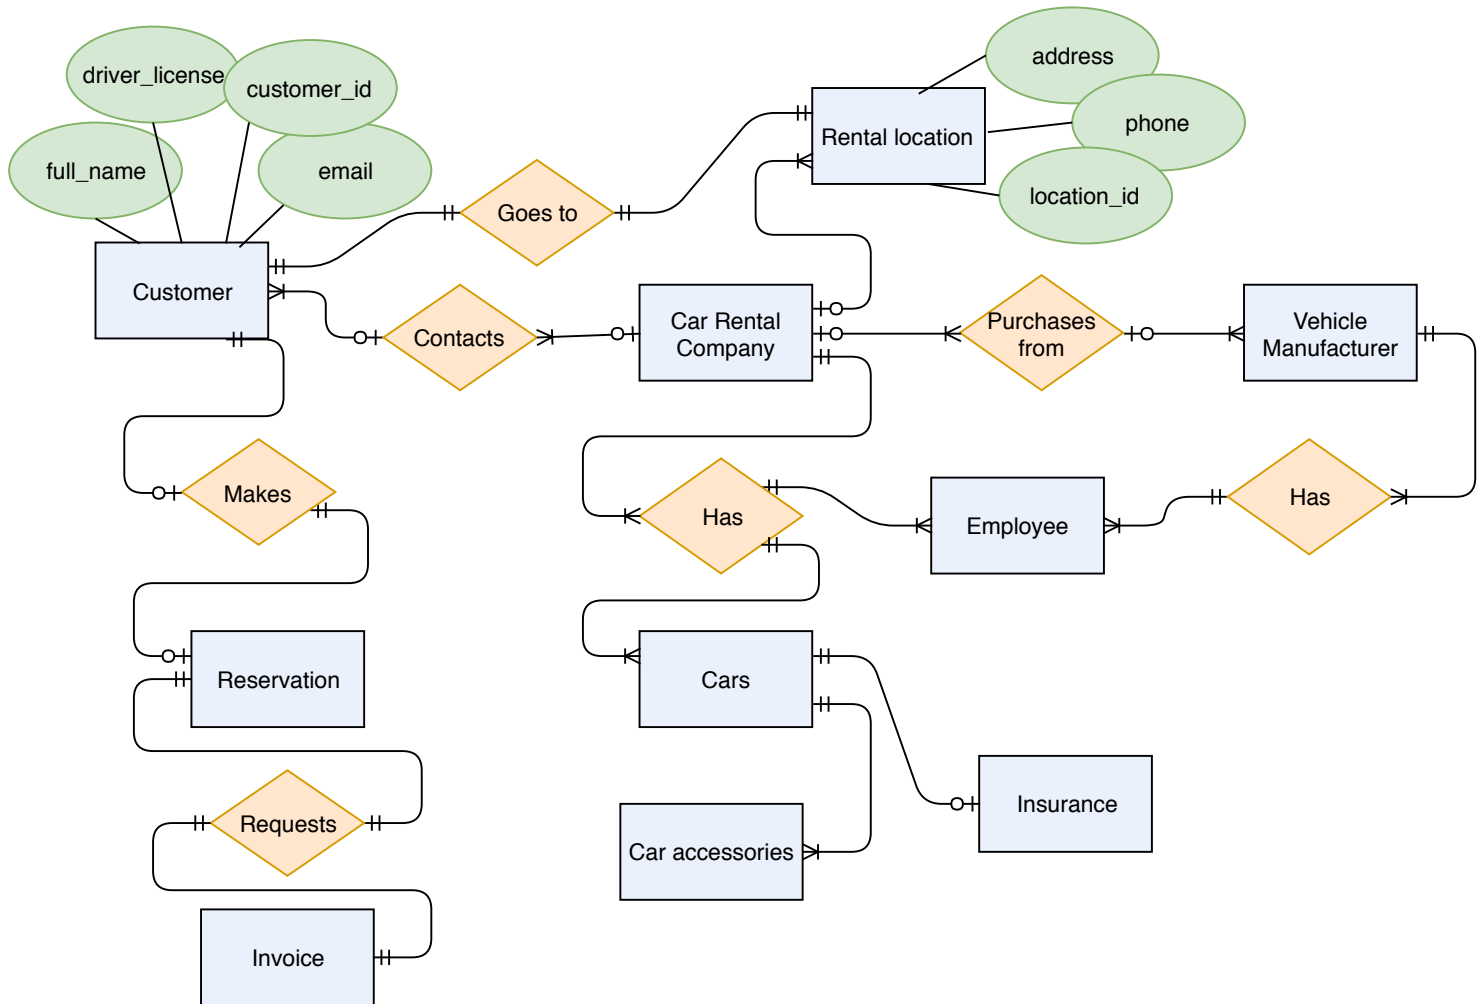 driver_license
customer_id
full_name
email
address
phone
location_id
Rental location
Goes to
Customer
Contacts
Car Rental
Company
Purchases
from
Vehicle
Manufacturer
Makes
Has
Employee
Has
Reservation
Cars
Requests
Car accessories
Insurance
Invoice